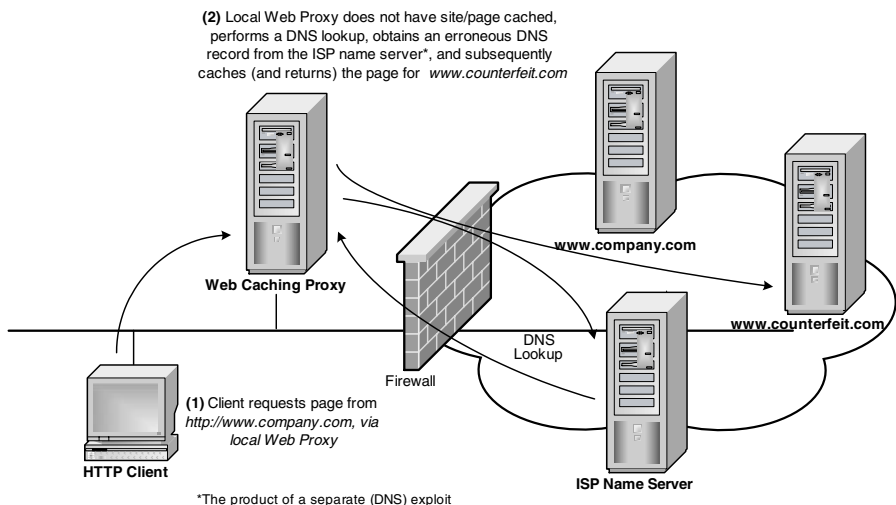 (2) Local Web Proxy does not have site/page cached,
performs a DNS lookup, obtains an erroneous DNS
record from the ISP name server*, and subsequently
caches (and returns) the page for www.counterfeit.com
www.company.com
Web Caching Proxy
www.counterfeit.com
DNS
Lookup
Firewall
(1) Client requests page from
http://www.company.com, via
local Web Proxy
HTTP Client
ISP Name Server
*The product of a separate (DNS) exploit